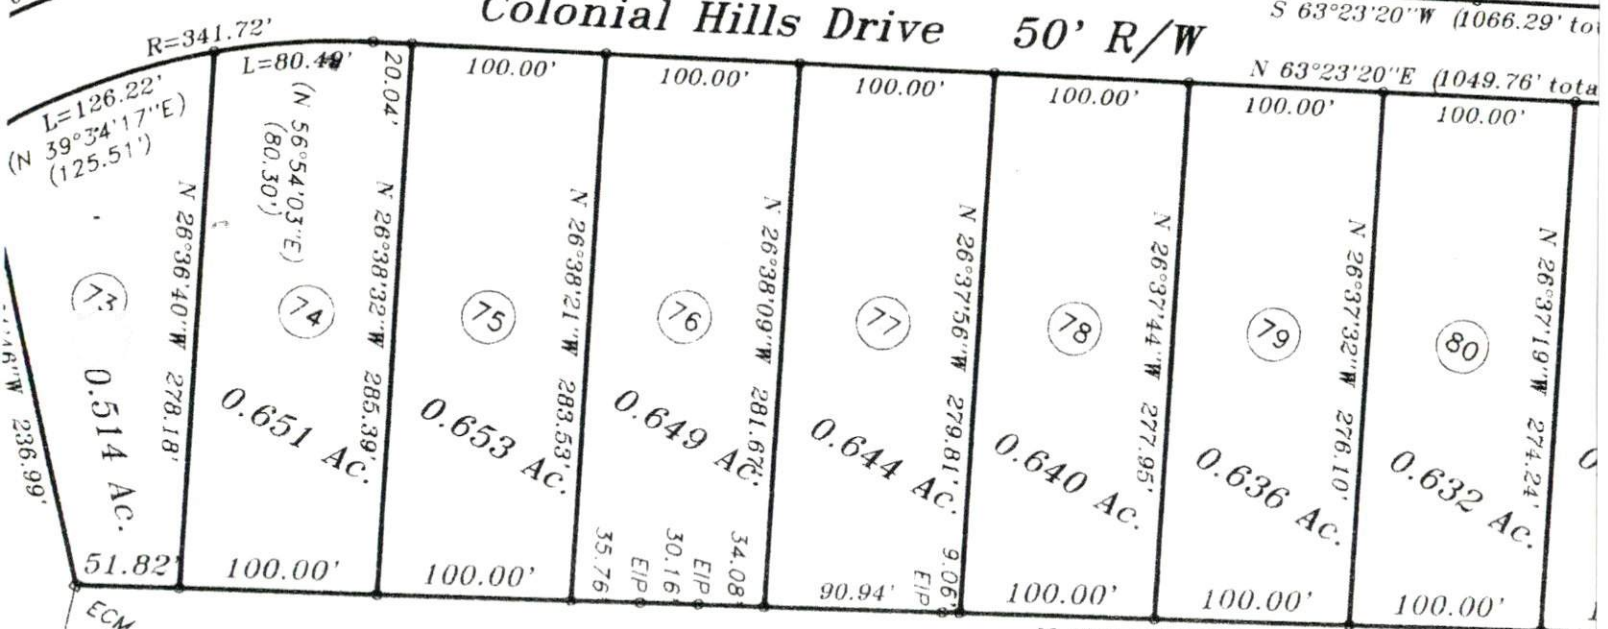 Colonial Hills Drive 50' R/W
S 63°23'20"W (1066.29' to
N 63°23'20"E (1049.76' tota
R=341.72'
L=126.22'
(N 39°34'17"E)
(125.51')
L=80.49'
(N 56°54'03"E)
(80.30')
20.04'
100.00'
100.00'
100.00'
100.00'
100.00'
100.00'
N 26°36'40"W 278.18'
N 26°38'32"W 285.39'
N 26°38'21"W 283.53'
N 26°38'09"W 281.67'
N 26°37'56"W 279.81'
N 26°37'44"W 277.95'
N 26°37'32"W 276.10'
N 26°37'19"W 274.24'
73
74
75
76
77
78
79
80
0.514 Ac.
0.651 Ac.
0.653 Ac.
0.649 Ac.
0.644 Ac.
0.640 Ac.
0.636 Ac.
0.632 Ac.
46"W 236.99'
51.82'
100.00'
100.00'
35.76'
EIP
30.16'
EIP
34.08'
90.94'
EIP
9.06'
100.00'
100.00'
100.00'
ECM